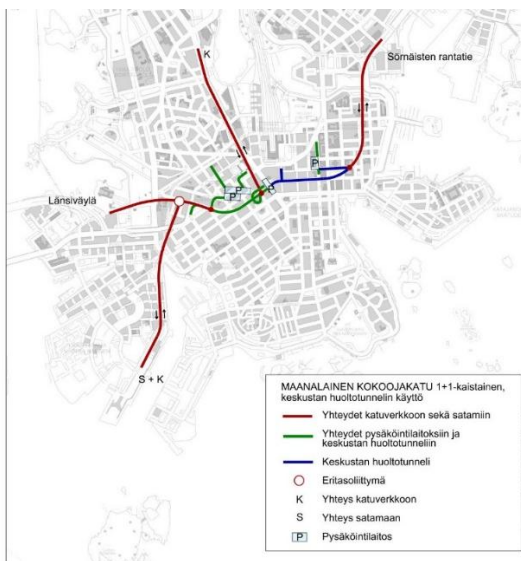 K
Sörnäisten rantatie
P
P
P
P
Länsiväylä
S + K
MAANALAINEN KOKOOJAKATU 1+1-kaistainen,
keskustan huoltotunnelin käyttö
Yhteydet katuverkkoon sekä satamiin
Yhteydet pysäköintilaitoksiin ja
keskustan huoltotunneliin
Keskustan huoltotunneli
Eritasoliittymä
K Yhteys katuverkkoon
S Yhteys satamaan
P Pysäköintilaitos